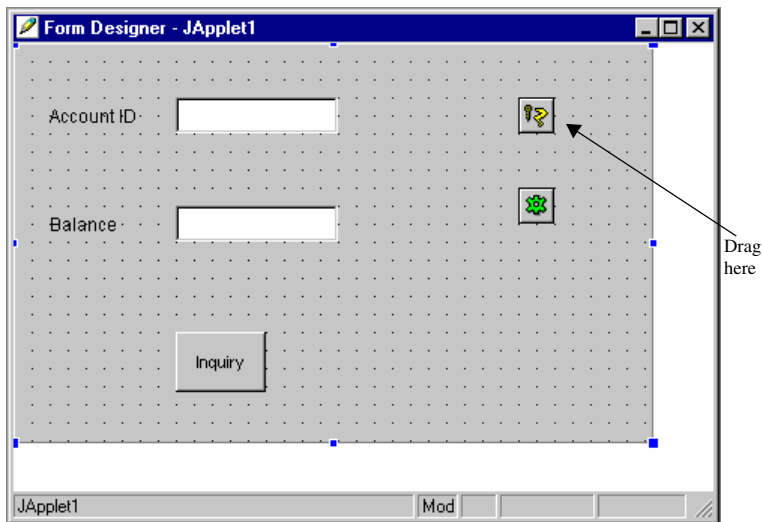 Form Designer - JApplet1
Account ID
Balance
Drag
here
Inquiry
JApplet1
Mod